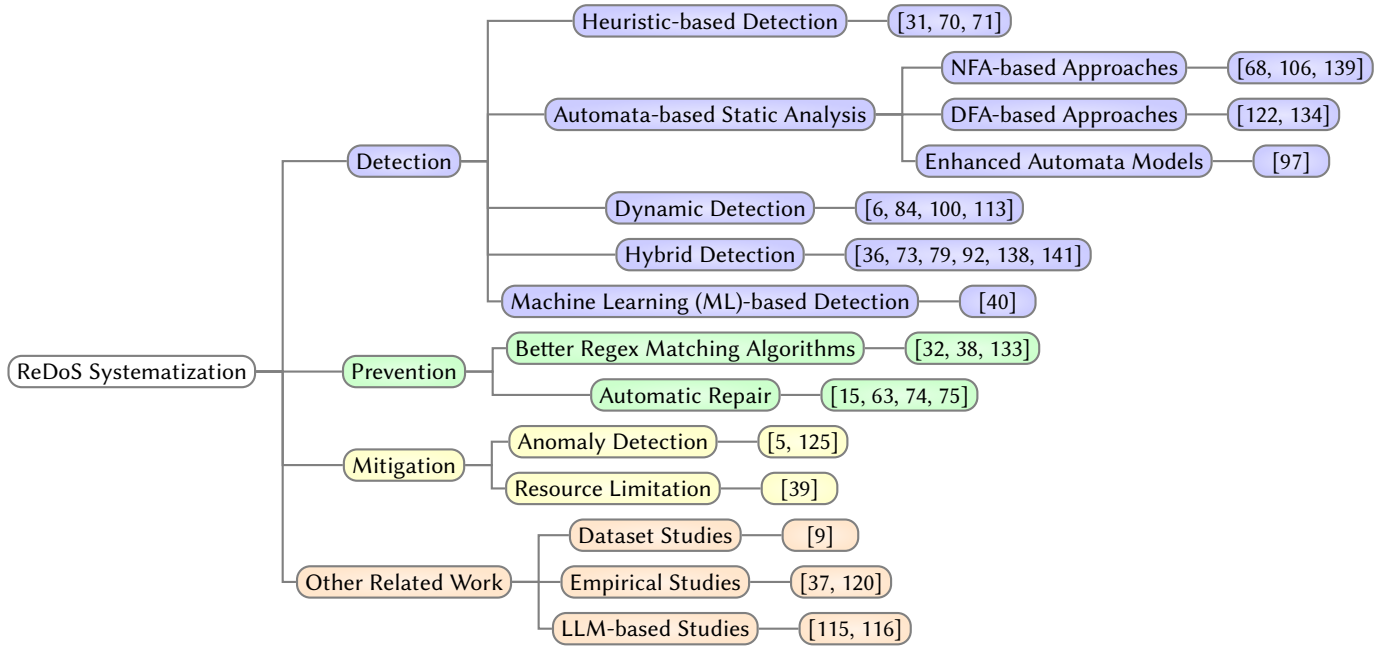 Heuristic-based Detection [31, 70, 71]
NFA-based Approaches [68, 106, 139]
Automata-based Static Analysis DFA-based Approaches [122, 134]
Detection Enhanced Automata Models [97]
Dynamic Detection [6, 84, 100, 113]
Hybrid Detection [36, 73, 79, 92, 138, 141]
Machine Learning (ML)-based Detection [40]
Better Regex Matching Algorithms [32, 38, 133]
ReDoS Systematization Prevention
Automatic Repair [15, 63, 74, 75]
Anomaly Detection [5, 125]
Mitigation
Resource Limitation [39]
Dataset Studies [9]
Other Related Work Empirical Studies [37, 120]
LLM-based Studies [115, 116]